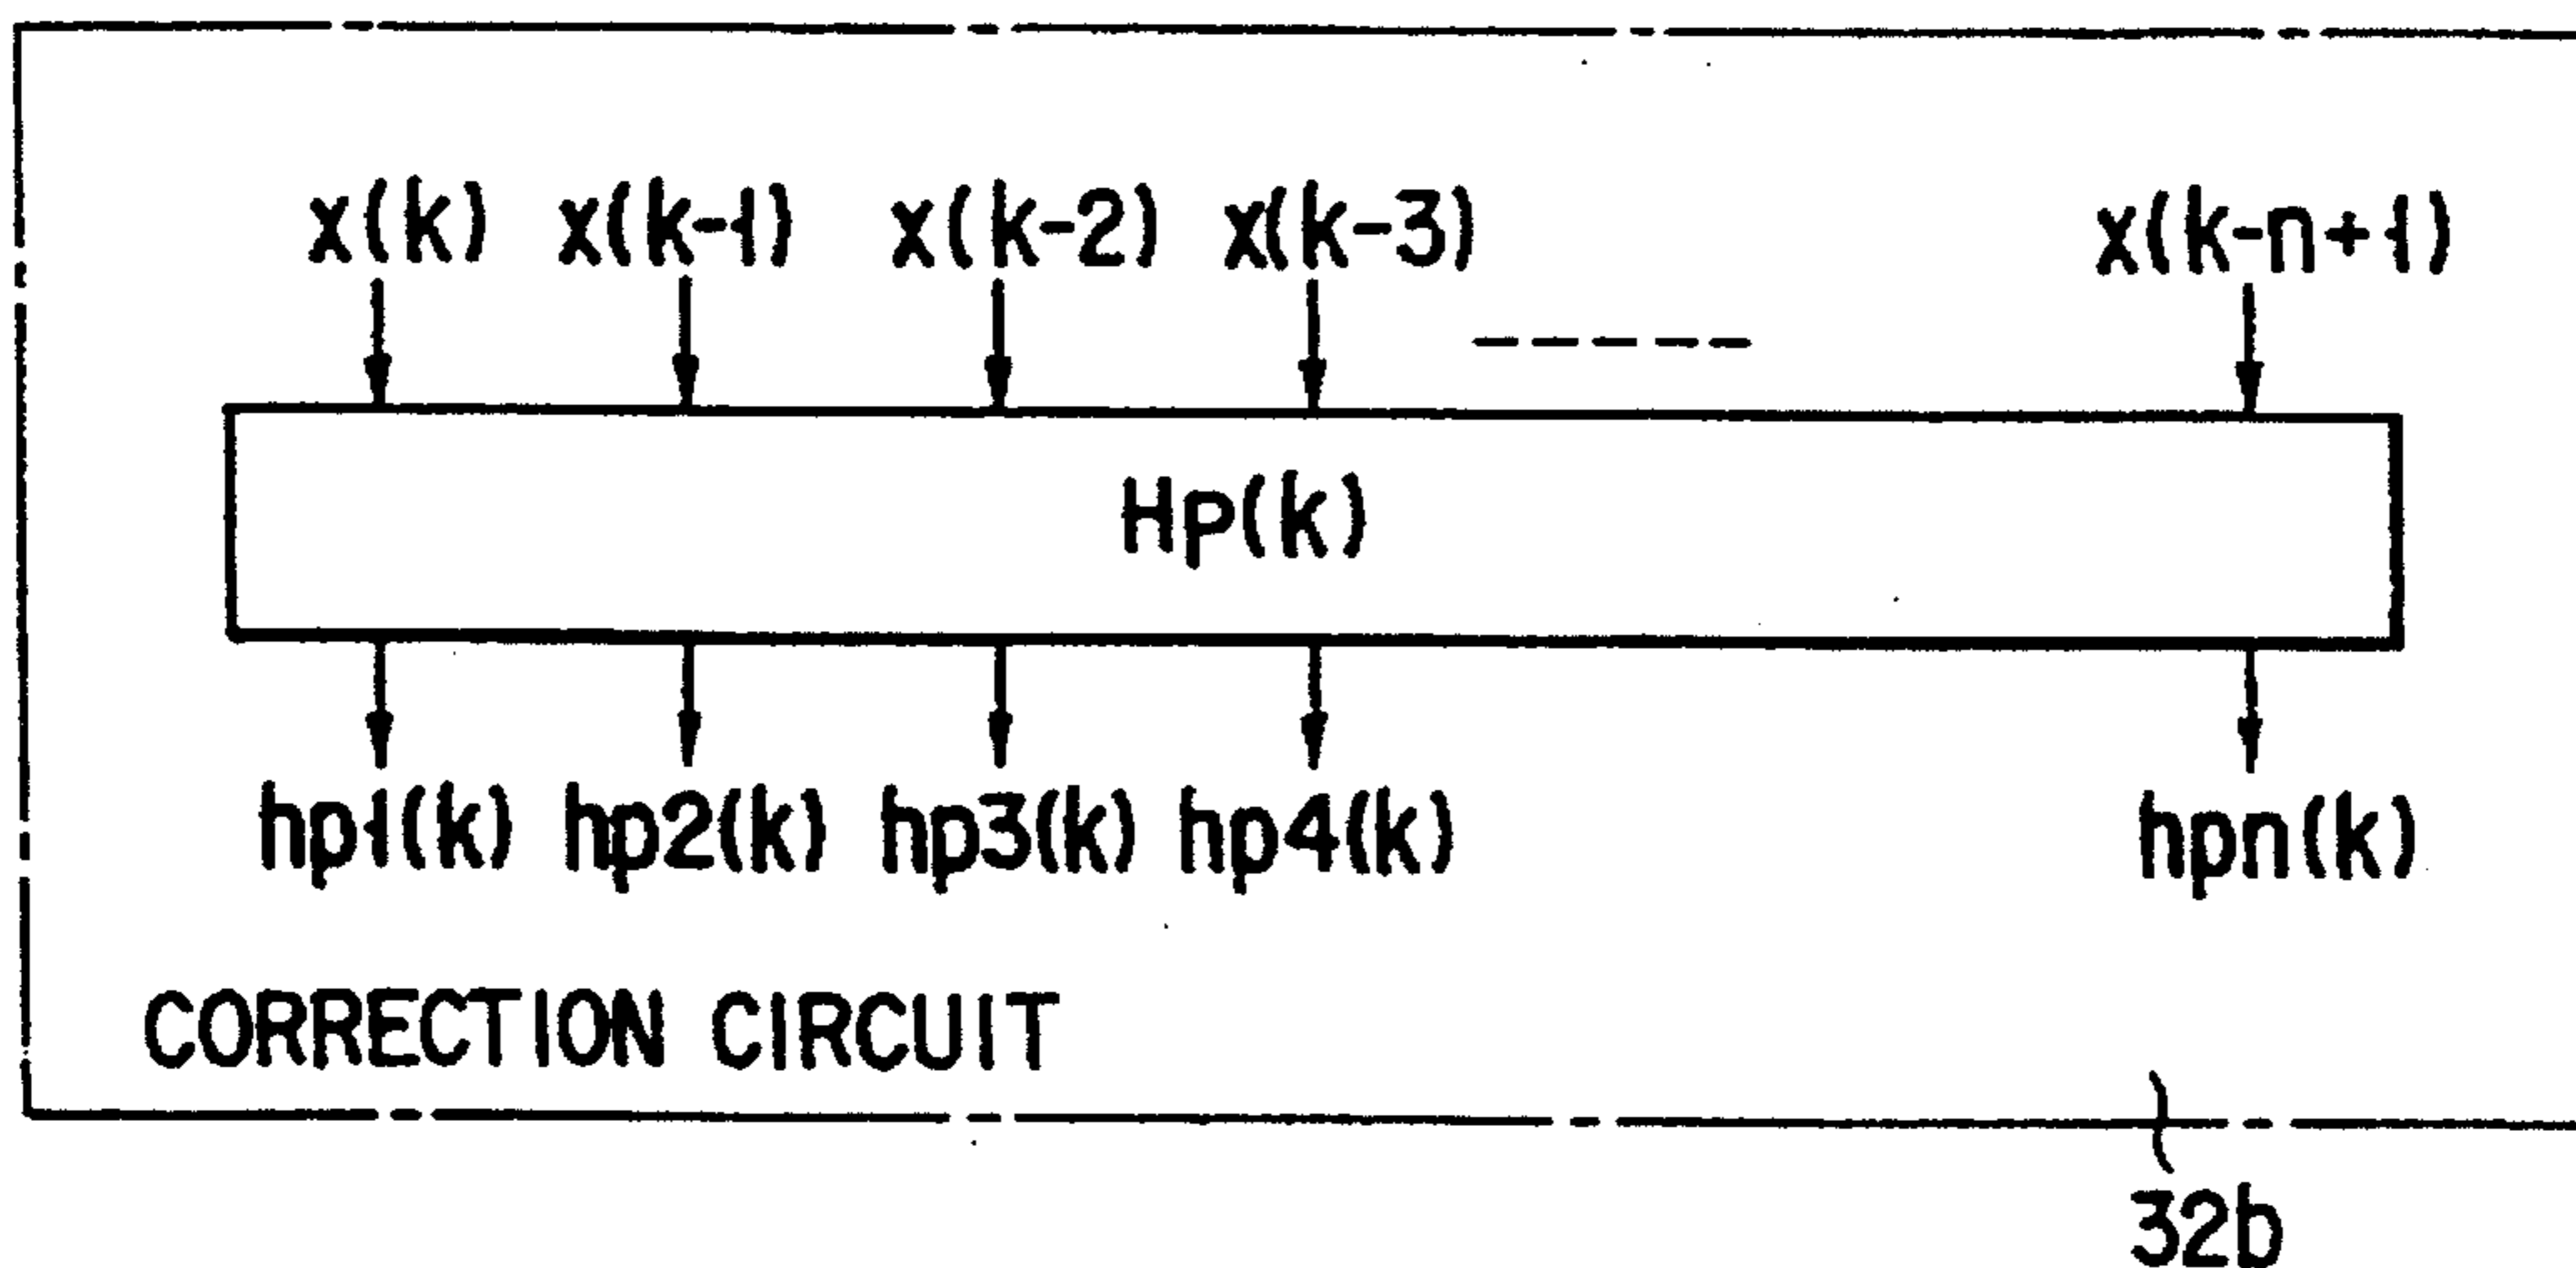 x(k) x(k-1) x(k-2) x(k-3) x(k-n+1)
Hp(k)
hp1(k) hp2(k) hp3(k) hp4(k) hpn(k)
CORRECTION CIRCUIT
32b